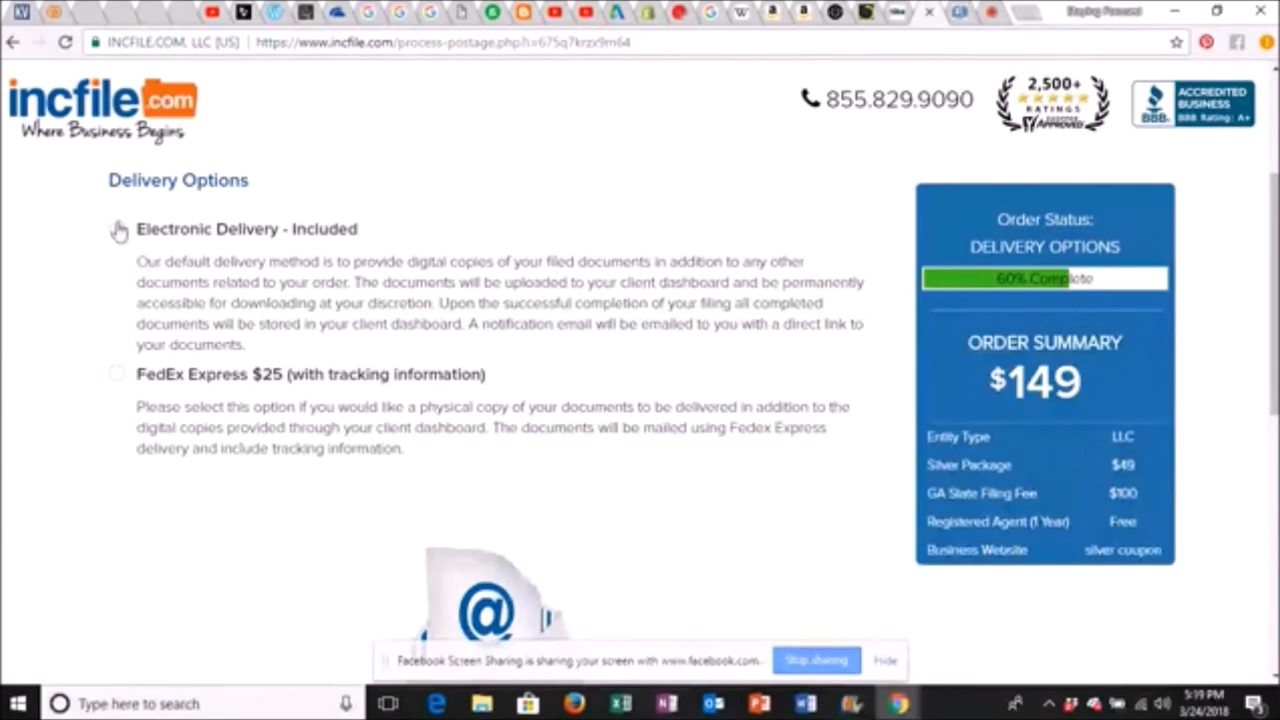 KV
Staying Focused
INCFILE.COM, LLC [US]
https://www.incfile.com/process-postage.php?i=675q7krzx9m64
incfile.com
Where Business Begins
855.829.9090
2,500+
RATINGS
APPROVED
BBB
ACCREDITED
BUSINESS
BBB Rating: A+
Delivery Options
Electronic Delivery - Included
Our default delivery method is to provide digital copies of your filed documents in addition to any other
documents related to your order. The documents will be uploaded to your client dashboard and be permanently
accessible for downloading at your discretion. Upon the successful completion of your filing all completed
documents will be stored in your client dashboard. A notification email will be emailed to you with a direct link to
your documents.
FedEx Express $25 (with tracking information)
Please select this option if you would like a physical copy of your documents to be delivered in addition to the
digital copies provided through your client dashboard. The documents will be mailed using Fedex Express
delivery and include tracking information.
Order Status:
DELIVERY OPTIONS
60% Complete
ORDER SUMMARY
$149
Entity Type LLC
Silver Package $49
GA State Filing Fee $100
Registered Agent (1 Year) Free
Business Website silver coupon
@
Facebook Screen Sharing is sharing your screen with www.facebook.com.
Stop sharing
Hide
Type here to search
5:19 PM
3/24/2018